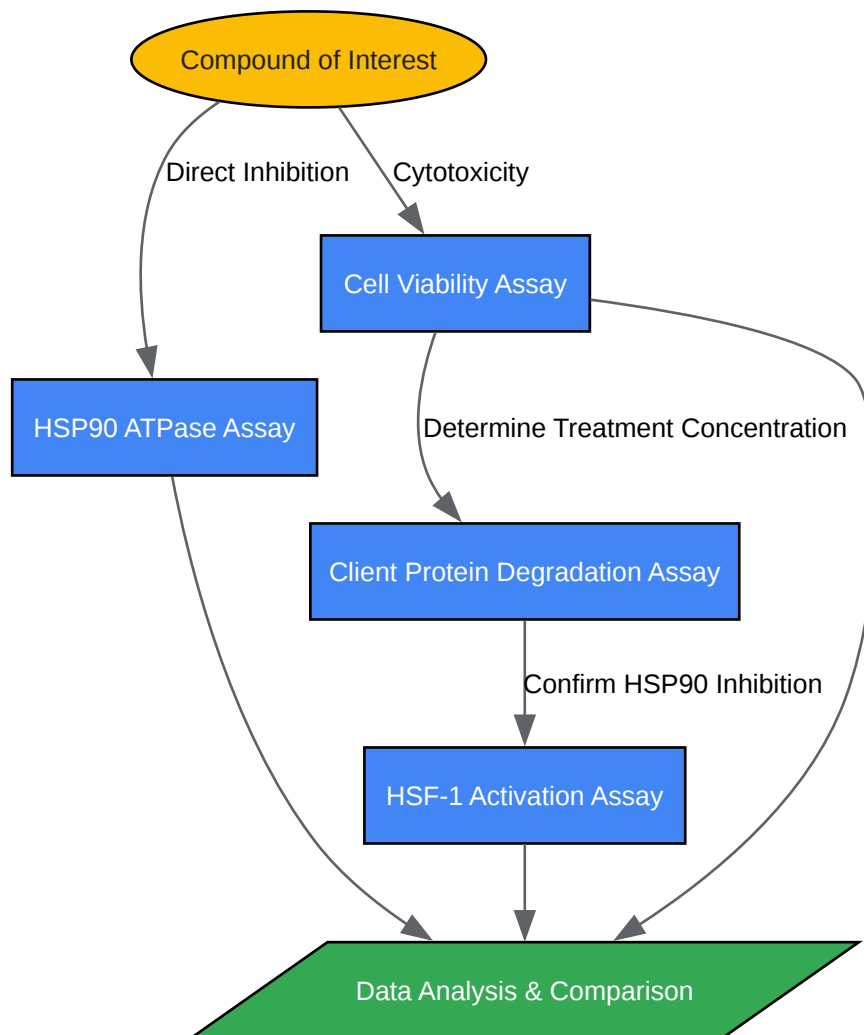 Compound of Interest
Direct Inhibition
Cytotoxicity
Cell Viability Assay
HSP90 ATPase Assay
Determine Treatment Concentration
Client Protein Degradation Assay
Confirm HSP90 Inhibition
HSF-1 Activation Assay
Data Analysis & Comparison